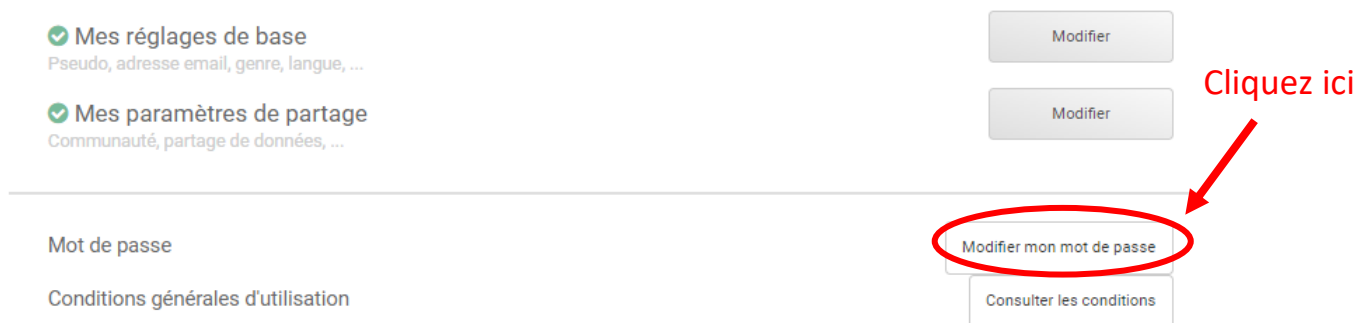 Mes réglages de base
Modifier
Pseudo, adresse email, genre, langue, ...
Cliquez ici
Mes paramètres de partage
Modifier
Communauté, partage de données, ...
Mot de passe
Modifier mon mot de passe
Conditions générales d'utilisation
Consulter les conditions